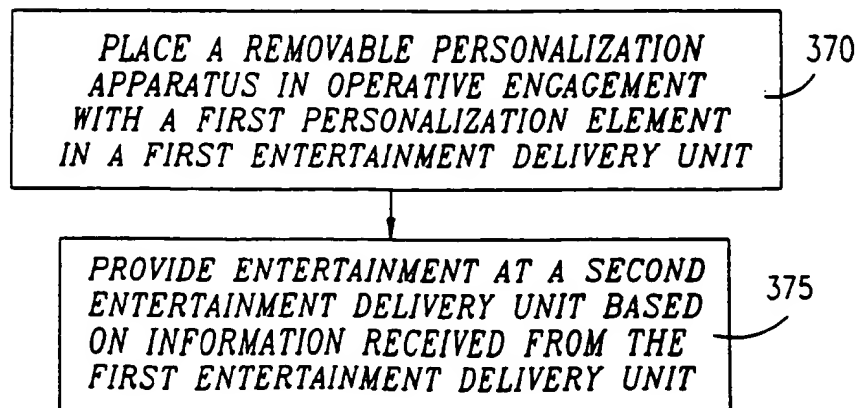 PLACE A REMOVABLE PERSONALIZATION
APPARATUS IN OPERATIVE ENGAGEMENT
WITH A FIRST PERSONALIZATION ELEMENT
IN A FIRST ENTERTAINMENT DELIVERY UNIT
370
PROVIDE ENTERTAINMENT AT A SECOND
ENTERTAINMENT DELIVERY UNIT BASED
ON INFORMATION RECEIVED FROM THE
FIRST ENTERTAINMENT DELIVERY UNIT
375